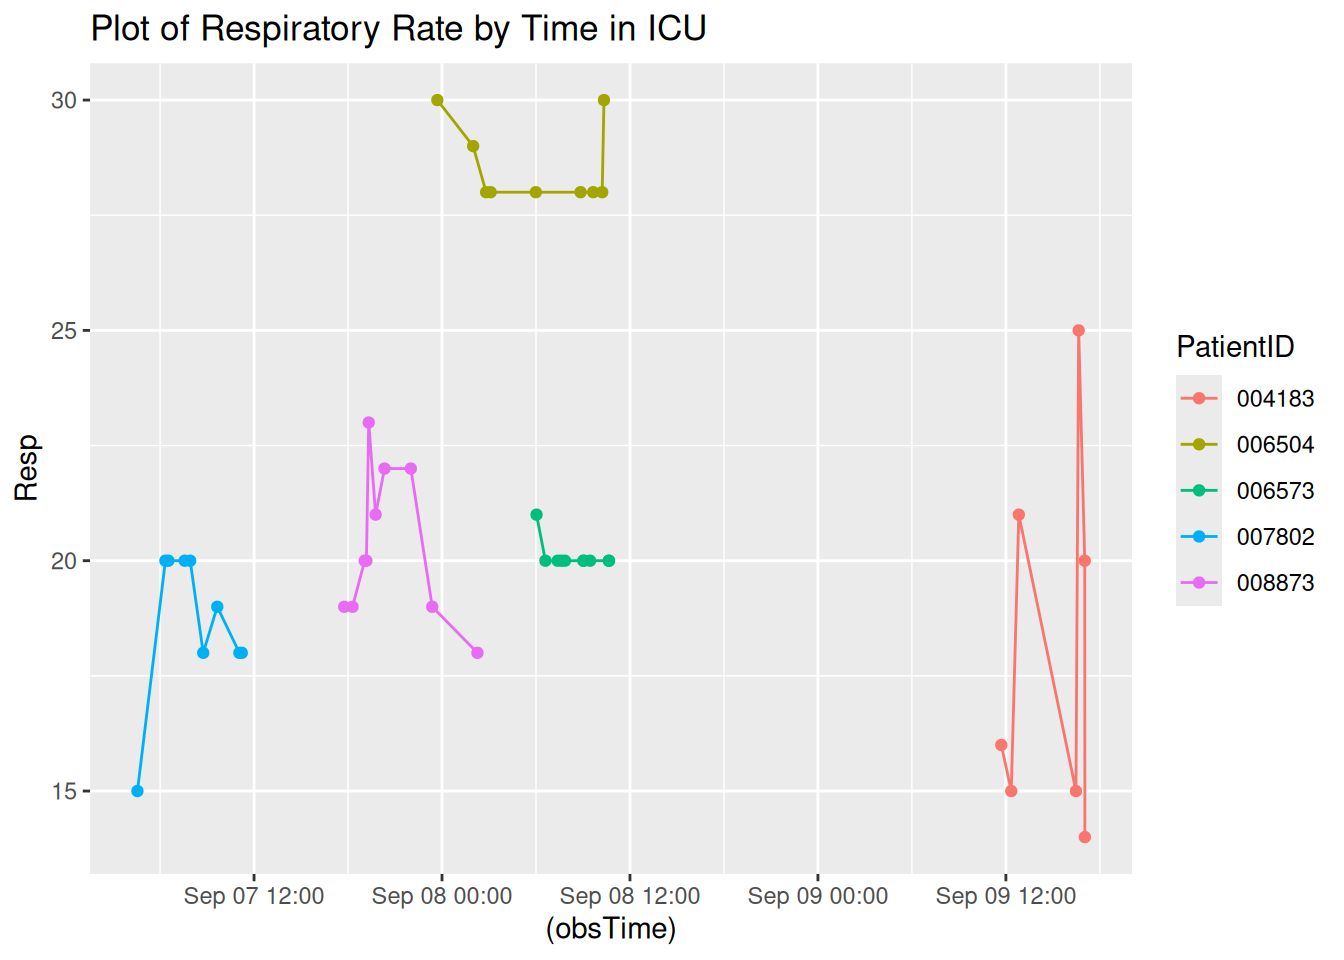 Plot of Respiratory Rate by Time in ICU
30
25
20
15
Resp
Sep 07 12:00
Sep 08 00:00
Sep 08 12:00
Sep 09 00:00
Sep 09 12:00
(obsTime)
PatientID
004183
006504
006573
007802
008873